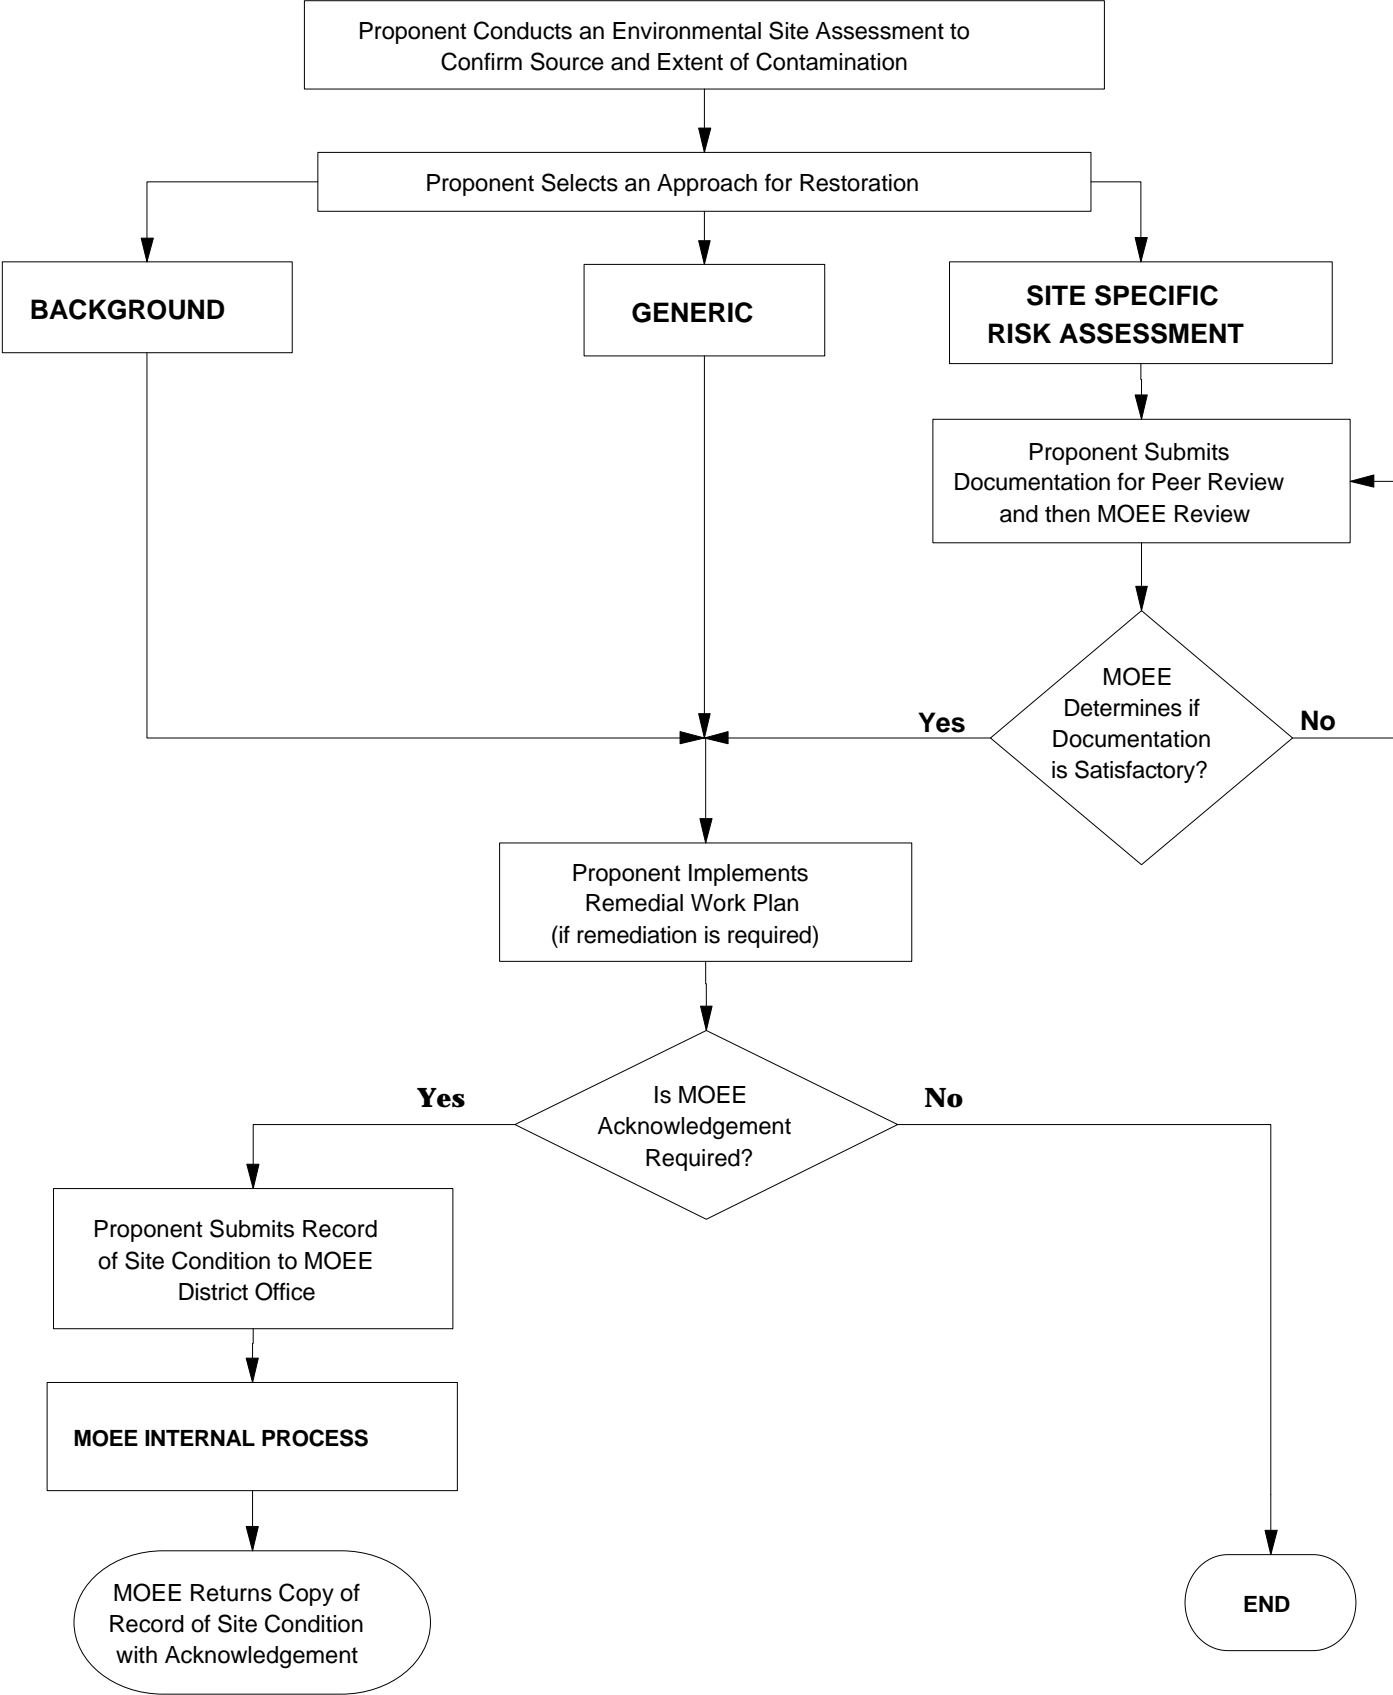 Proponent Conducts an Environmental Site Assessment to
Confirm Source and Extent of Contamination
Proponent Selects an Approach for Restoration
BACKGROUND
GENERIC
SITE SPECIFIC
RISK ASSESSMENT
Proponent Submits
Documentation for Peer Review
and then MOEE Review
MOEE
Determines if
Documentation
is Satisfactory?
Yes
No
Proponent Implements
Remedial Work Plan
(if remediation is required)
Is MOEE
Acknowledgement
Required?
Yes
No
Proponent Submits Record
of Site Condition to MOEE
District Office
MOEE INTERNAL PROCESS
MOEE Returns Copy of
Record of Site Condition
with Acknowledgement
END